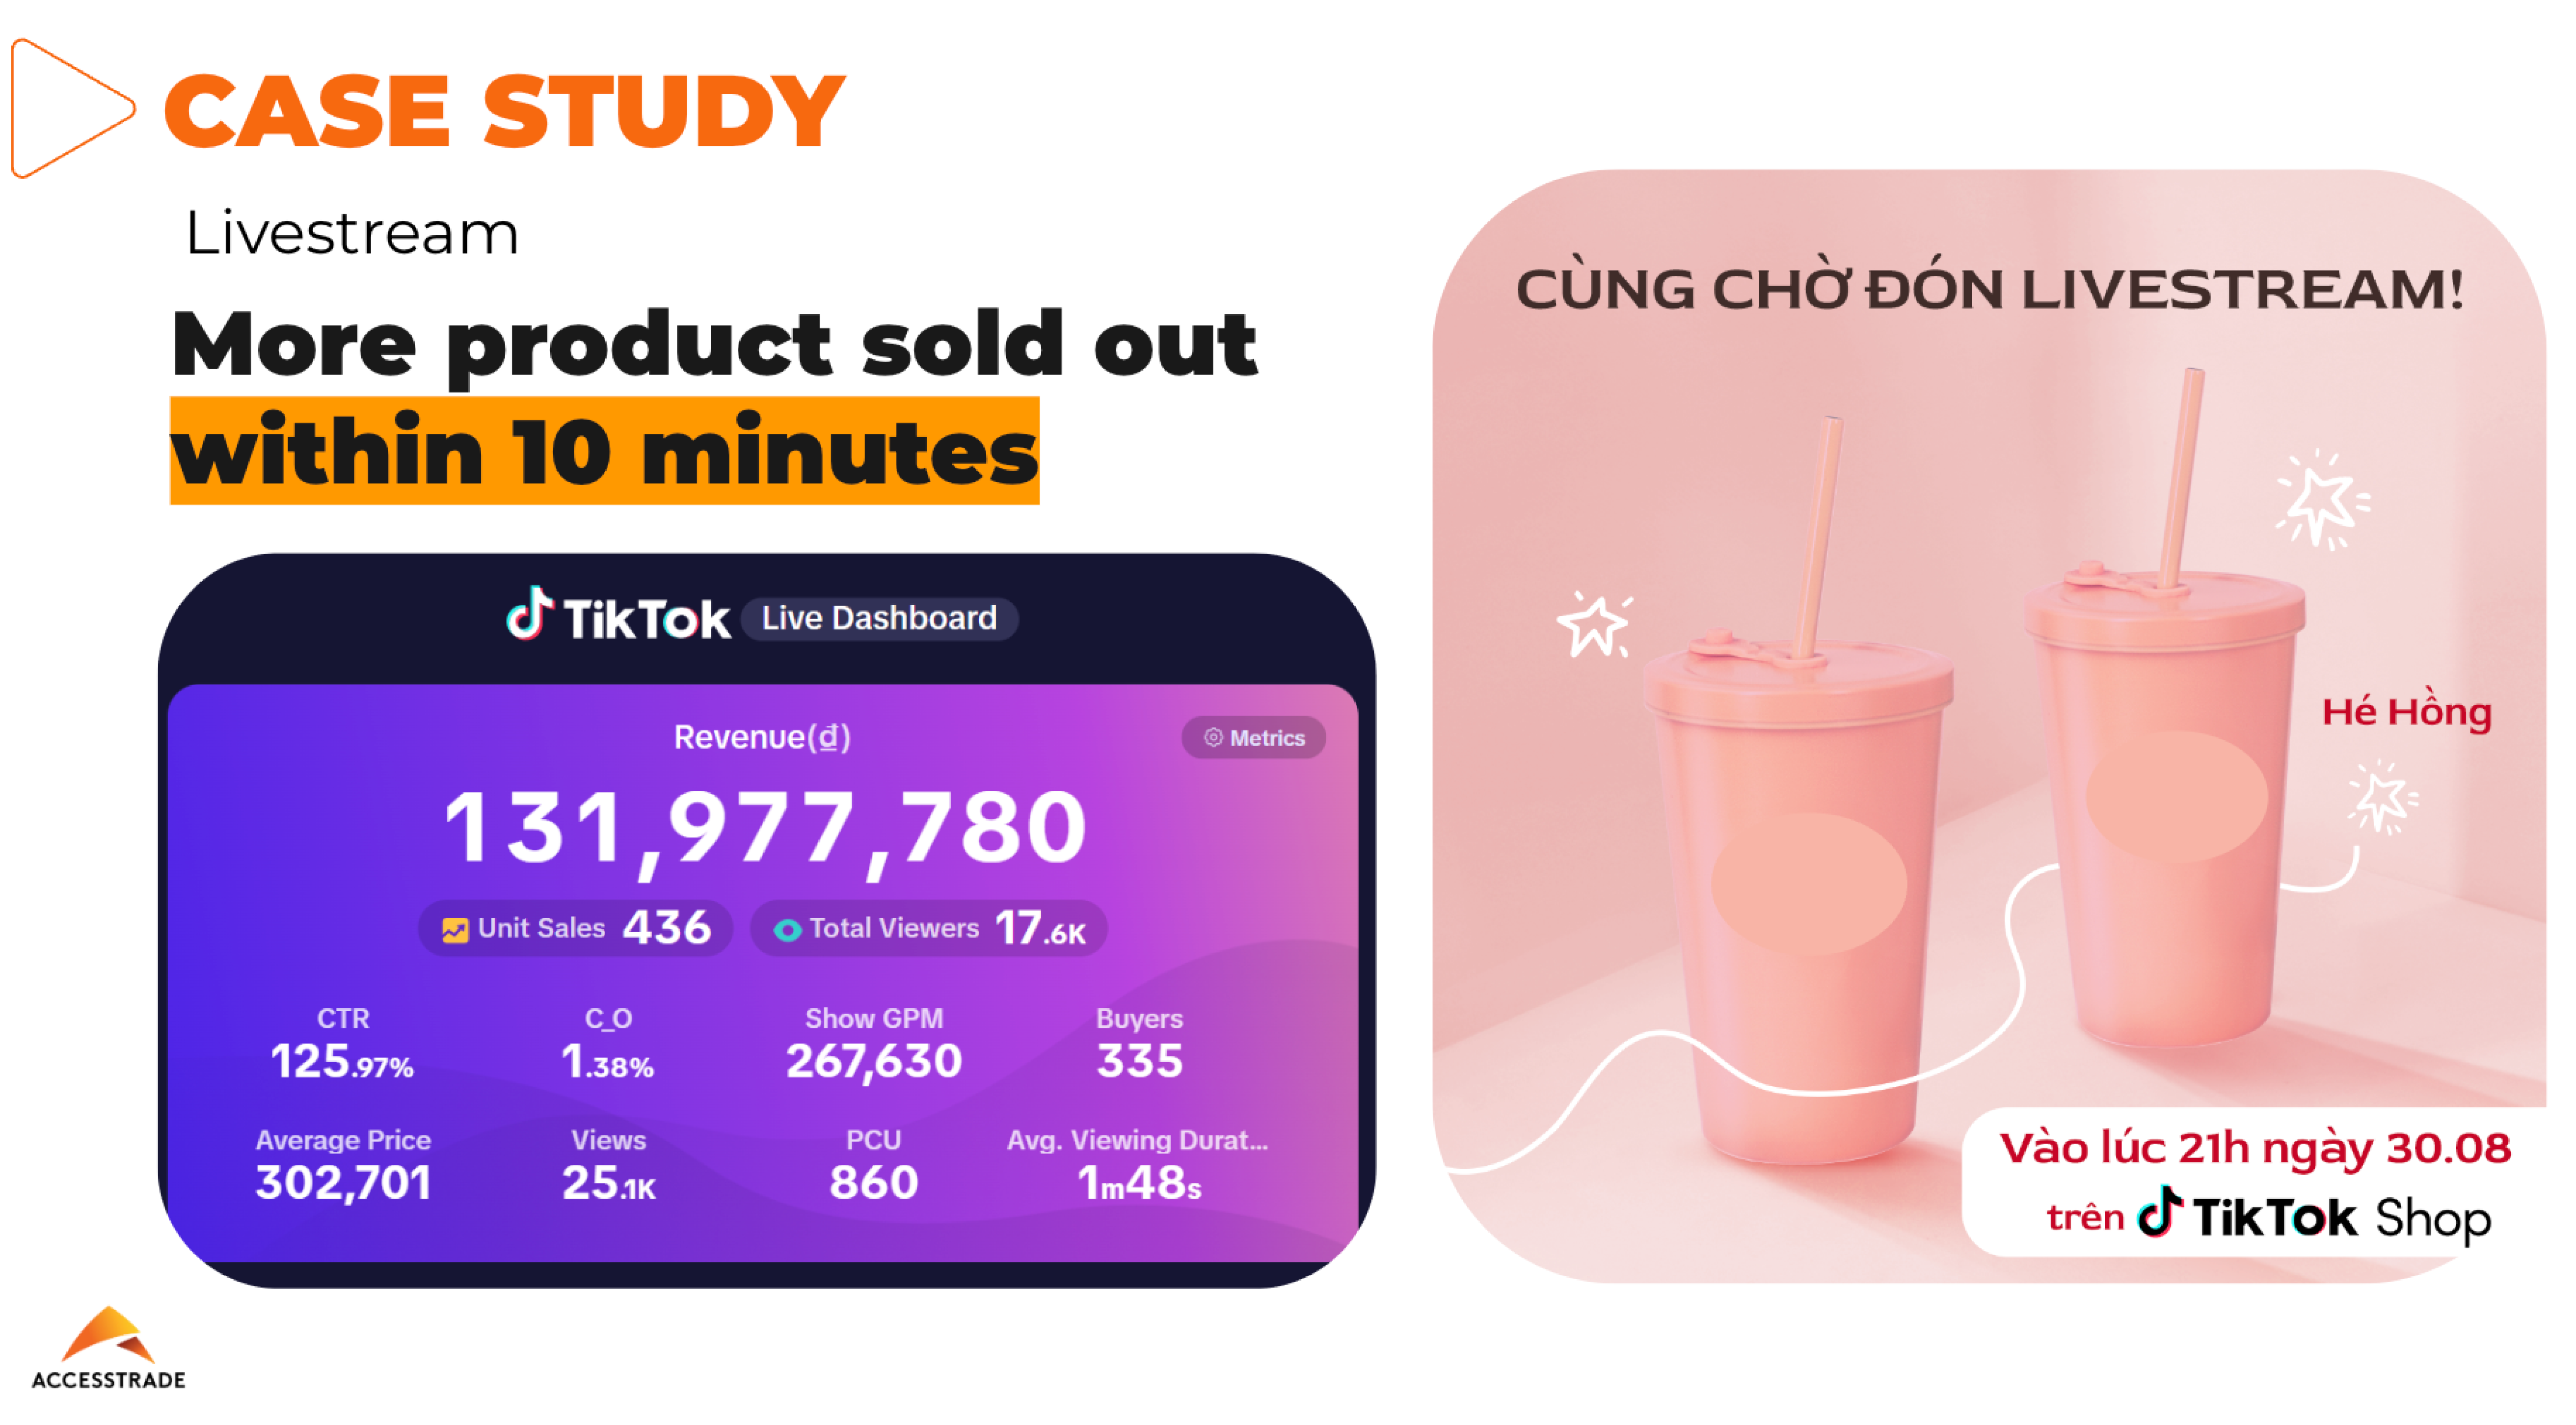 CASE STUDY
Livestream
More product sold out
within 10 minutes
TikTok Live Dashboard
Revenue(₫)
Metrics
131,977,780
Unit Sales 436
Total Viewers 17.6K
CTR
C_O
Show GPM
Buyers
125.97%
1.38%
267,630
335
Average Price
Views
PCU
Avg. Viewing Durat...
302,701
25.1K
860
1m48s
ACCESSTRADE
CÙNG CHỜ ĐÓN LIVESTREAM!
Hé Hồng
Vào lúc 21h ngày 30.08
trên TikTok Shop